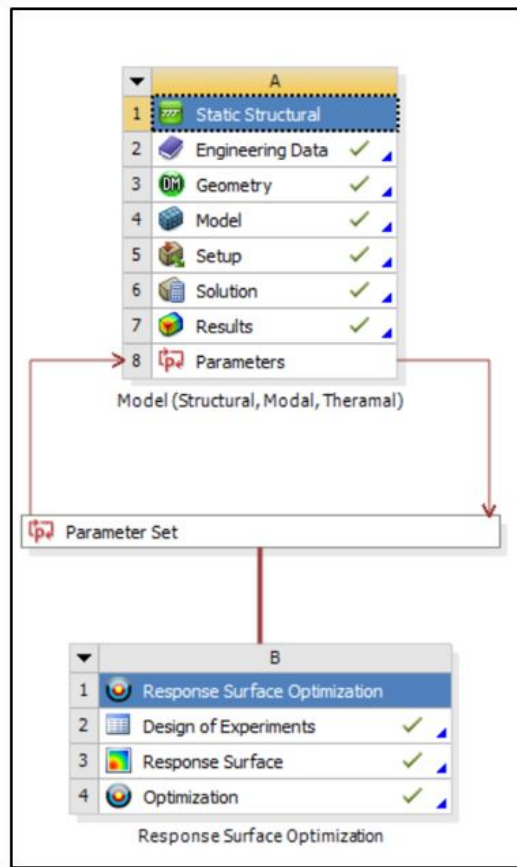 A
1 Static Structural
2 Engineering Data
3 DM Geometry
4 Model
5 Setup
6 Solution
7 Results
8 Parameters
Model (Structural, Modal, Theramal)
Parameter Set
B
1 Response Surface Optimization
2 Design of Experiments
3 Response Surface
4 Optimization
Response Surface Optimization